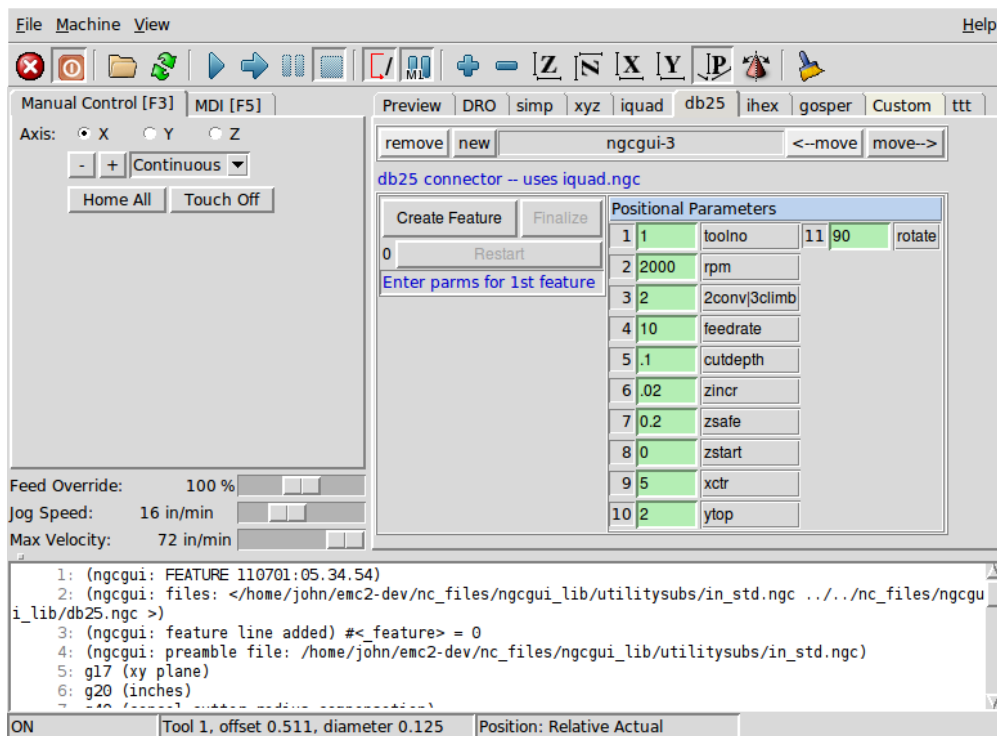 File Machine View Help
Z N X Y P
M1
Manual Control [F3] MDI [F5]
Axis: X Y Z
- + Continuous
Home All Touch Off
Feed Override: 100 %
Jog Speed: 16 in/min
Max Velocity: 72 in/min
Preview DRO simp xyz iquad db25 ihex gosper Custom ttt
remove new ngcgui-3 <--move move-->
db25 connector -- uses iquad.ngc
Create Feature Finalize
0 Restart
Enter parms for 1st feature
Positional Parameters
1 1 toolno 11 90 rotate
2 2000 rpm
3 2 2conv|3climb
4 10 feedrate
5 .1 cutdepth
6 .02 zincr
7 0.2 zsafe
8 0 zstart
9 5 xctr
10 2 ytop
1: (ngcgui: FEATURE 110701:05.34.54)
2: (ngcgui: files: </home/john/emc2-dev/nc_files/ngcgui_lib/utilitysubs/in_std.ngc ../../nc_files/ngcgu
i_lib/db25.ngc >)
3: (ngcgui: feature line added) #<_feature> = 0
4: (ngcgui: preamble file: /home/john/emc2-dev/nc_files/ngcgui_lib/utilitysubs/in_std.ngc)
5: g17 (xy plane)
6: g20 (inches)
ON Tool 1, offset 0.511, diameter 0.125 Position: Relative Actual